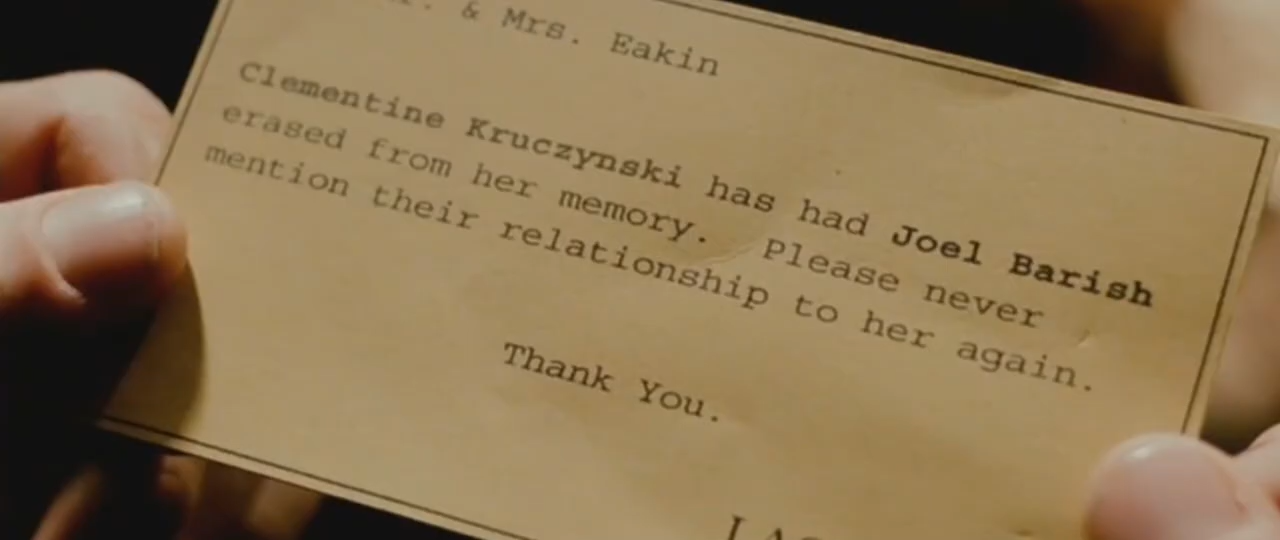 & Mrs. Eakin
Clementine Kruczynski has had Joel Barish
erased from her memory. Please never
mention their relationship to her again.
Thank You.